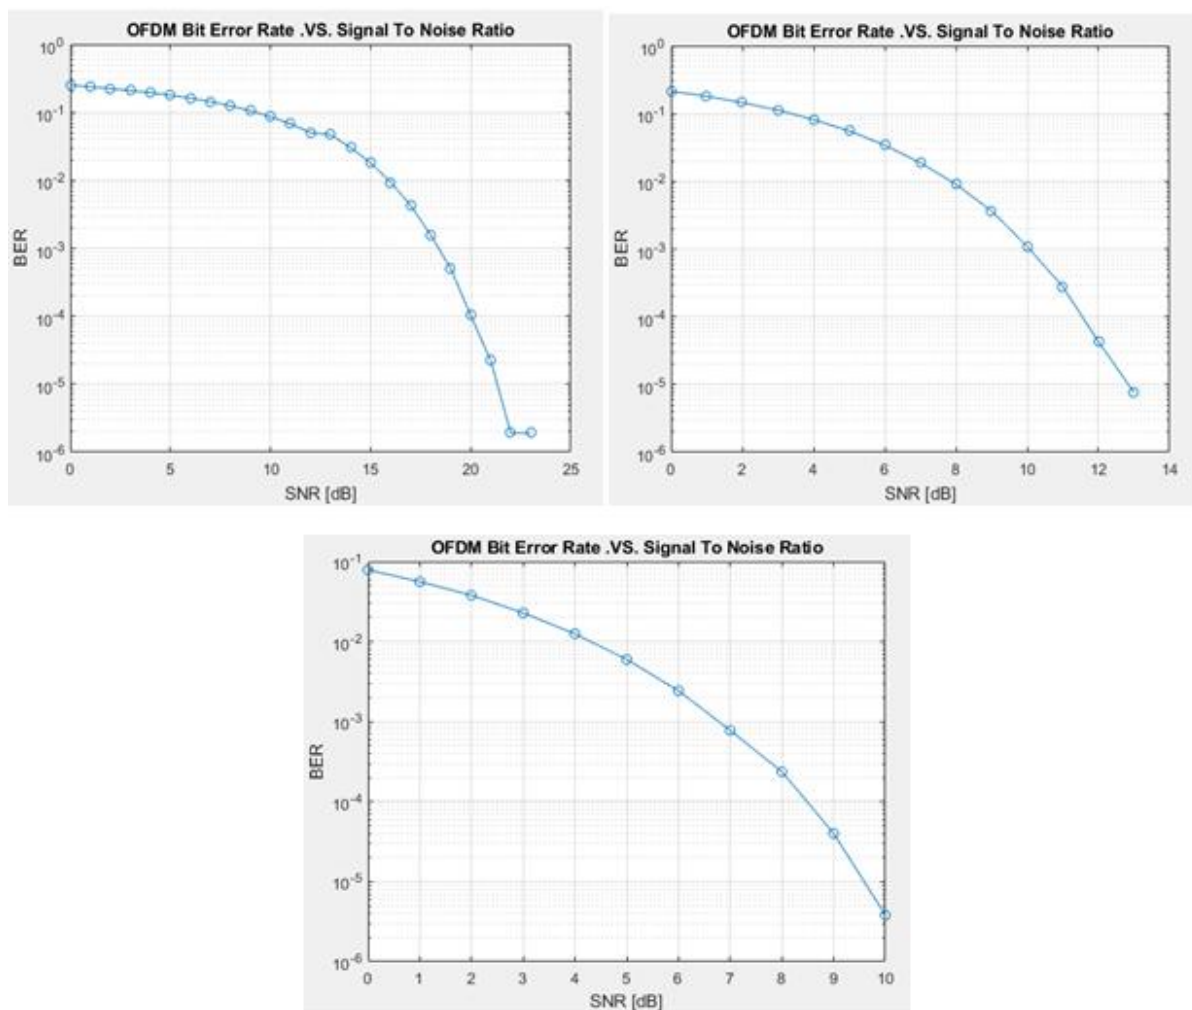 OFDM Bit Error Rate .VS. Signal To Noise Ratio
10^0
10^-1
10^-2
10^-3
10^-4
10^-5
10^-6
BER
0 5 10 15 20 25
SNR [dB]
OFDM Bit Error Rate .VS. Signal To Noise Ratio
10^0
10^-1
10^-2
10^-3
10^-4
10^-5
10^-6
BER
0 2 4 6 8 10 12 14
SNR [dB]
OFDM Bit Error Rate .VS. Signal To Noise Ratio
10^-1
10^-2
10^-3
10^-4
10^-5
10^-6
BER
0 1 2 3 4 5 6 7 8 9 10
SNR [dB]